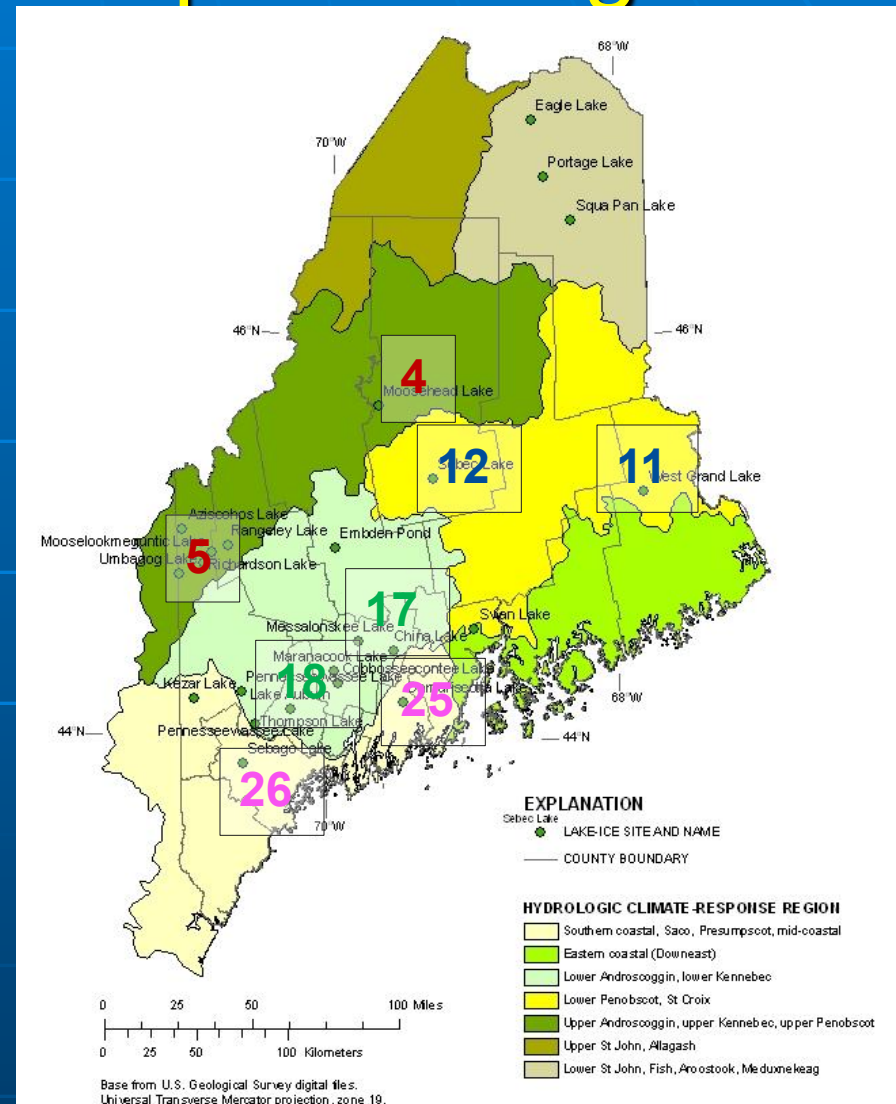 68°W
Eagle Lake
70°W
Portage Lake
Squa Pan Lake
46°N
46°N
4
Moosehead Lake
12
Sebec Lake
11
West Grand Lake
Aziscohos Lake
Rangeley Lake
Embden Pond
Mooselookmeguntic Lake
5
Umbagog Lake
Richardson Lake
17
Swan Lake
Messalonskee Lake
China Lake
Maranacook Lake
Cobbosseecontee Lake
Kezar Lake
Pennesseewassee Lake
18
Damariscotta Lake
25
Lake Auburn
68°W
Thompson Lake
Pennesseewassee Lake
44°N
44°N
Sebago Lake
26
70°W
EXPLANATION
Sebec Lake
LAKE-ICE SITE AND NAME
COUNTY BOUNDARY
HYDROLOGIC CLIMATE-RESPONSE REGION
Southern coastal, Saco, Presumpscot, mid-coastal
Eastern coastal (Downeast)
Lower Androscoggin, lower Kennebec
Lower Penobscot, St Croix
Upper Androscoggin, upper Kennebec, upper Penobscot
Upper St John, Allagash
Lower St John, Fish, Aroostook, Meduxnekeag
0 25 50 100 Miles
0 25 50 100 Kilometers
Base from U.S. Geological Survey digital files.
Universal Transverse Mercator projection, zone 19.